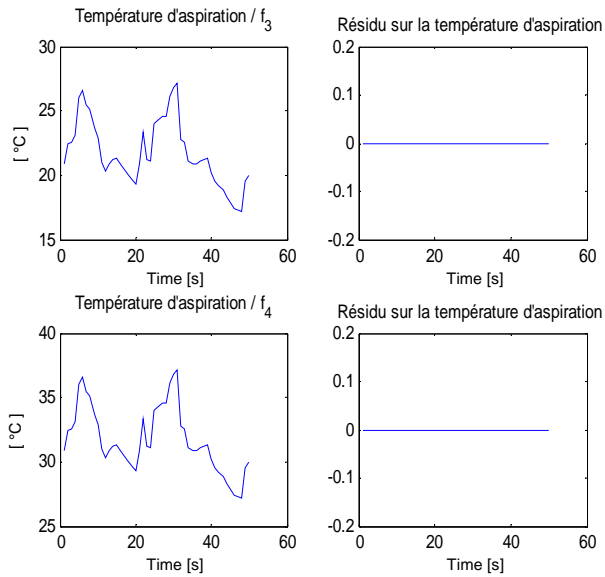 Température d'aspiration / f3
Résidu sur la température d'aspiration
30
25
20
15
[ °C ]
0 20 40 60
Time [s]
0.2
0.1
0
-0.1
-0.2
0 20 40 60
Time [s]
Température d'aspiration / f4
Résidu sur la température d'aspiration
40
35
30
25
[ °C ]
0 20 40 60
Time [s]
0.2
0.1
0
-0.1
-0.2
0 20 40 60
Time [s]